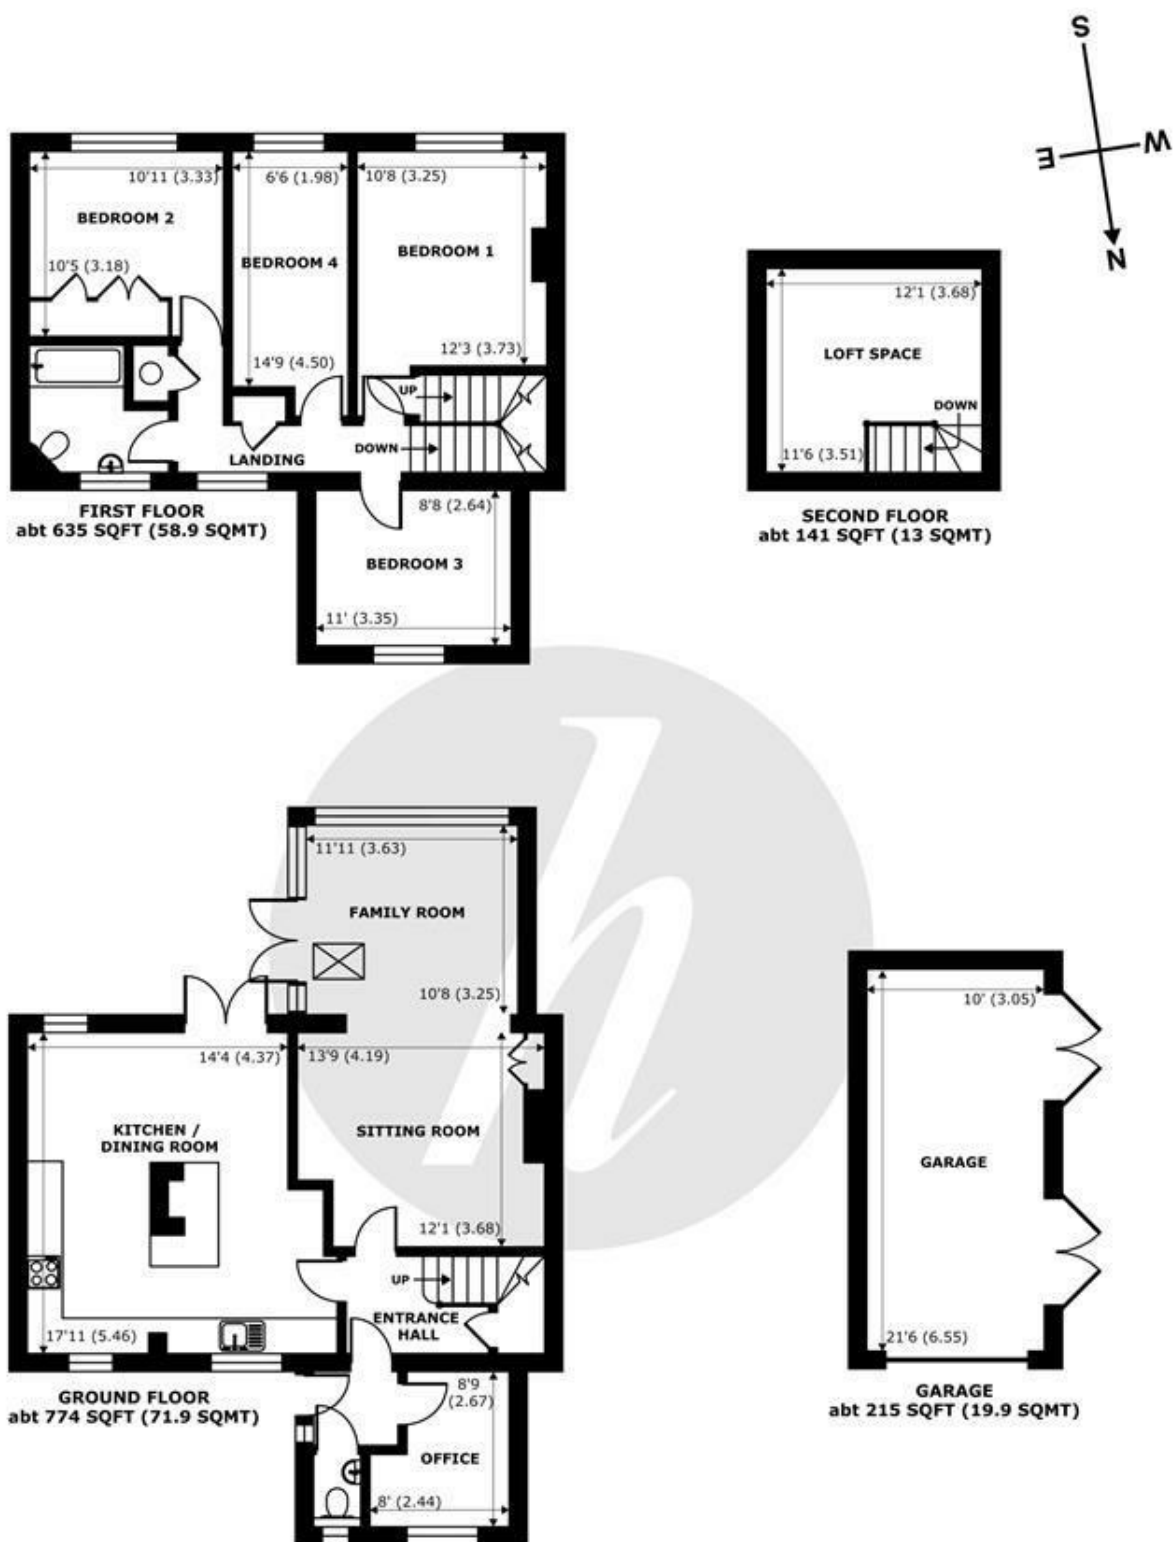 S
E
W
N
10'11 (3.33)
6'6 (1.98)
10'8 (3.25)
BEDROOM 2
BEDROOM 4
BEDROOM 1
10'5 (3.18)
14'9 (4.50)
12'3 (3.73)
UP
DOWN
LANDING
8'8 (2.64)
BEDROOM 3
11' (3.35)
FIRST FLOOR
abt 635 SQFT (58.9 SQMT)
12'1 (3.68)
LOFT SPACE
DOWN
11'6 (3.51)
SECOND FLOOR
abt 141 SQFT (13 SQMT)
h
11'11 (3.63)
FAMILY ROOM
10'8 (3.25)
14'4 (4.37)
13'9 (4.19)
KITCHEN /
DINING ROOM
SITTING ROOM
12'1 (3.68)
UP
ENTRANCE
HALL
17'11 (5.46)
8'9
(2.67)
OFFICE
8' (2.44)
GROUND FLOOR
abt 774 SQFT (71.9 SQMT)
10' (3.05)
GARAGE
21'6 (6.55)
GARAGE
abt 215 SQFT (19.9 SQMT)